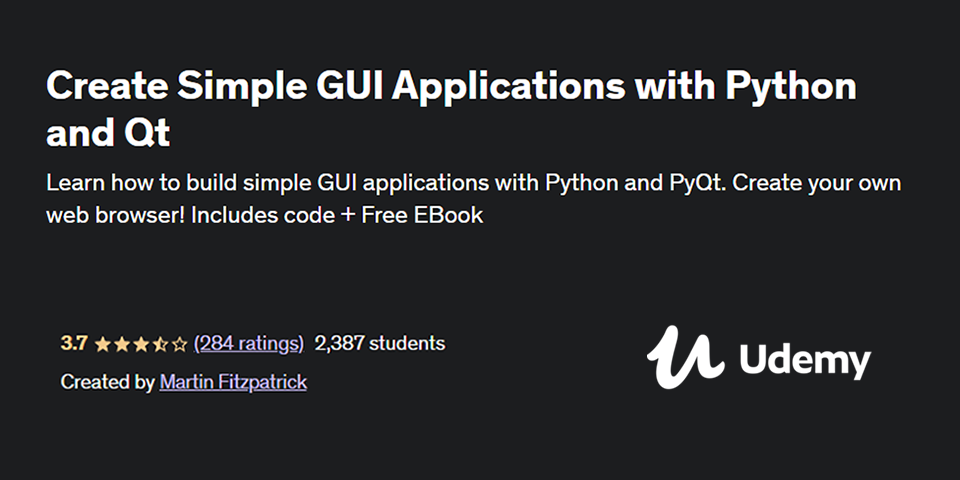 Create Simple GUI Applications with Python
and Qt
Learn how to build simple GUI applications with Python and PyQt. Create your own
web browser! Includes code + Free EBook
3.7 (284 ratings) 2,387 students
Created by Martin Fitzpatrick
Udemy